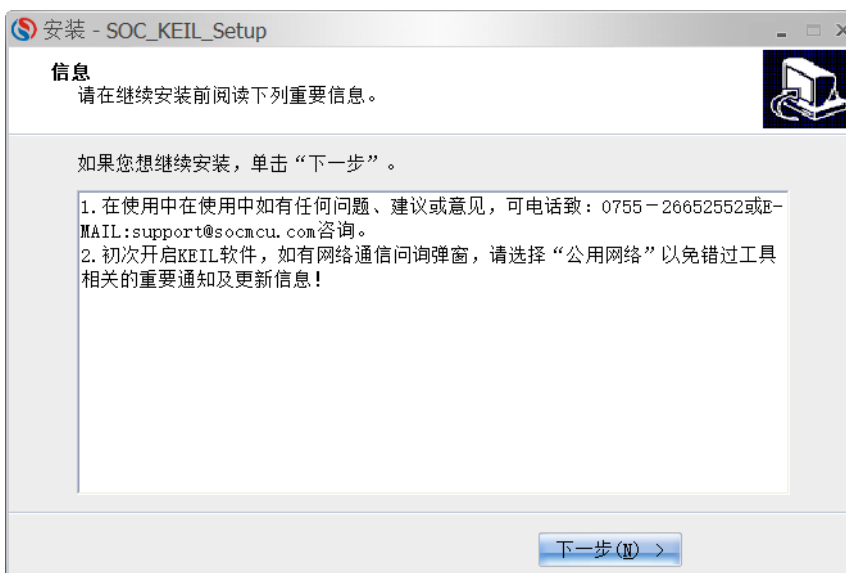 安装 - SOC_KEIL_Setup
信息
请在继续安装前阅读下列重要信息。
如果您想继续安装，单击“下一步”。
1.在使用中在使用中如有任何问题、建议或意见，可电话致：0755－26652552或E-
MAIL:support@socmcu.com咨询。
2.初次开启KEIL软件，如有网络通信问询弹窗，请选择“公用网络”以免错过工具
相关的重要通知及更新信息！
下一步(N) >